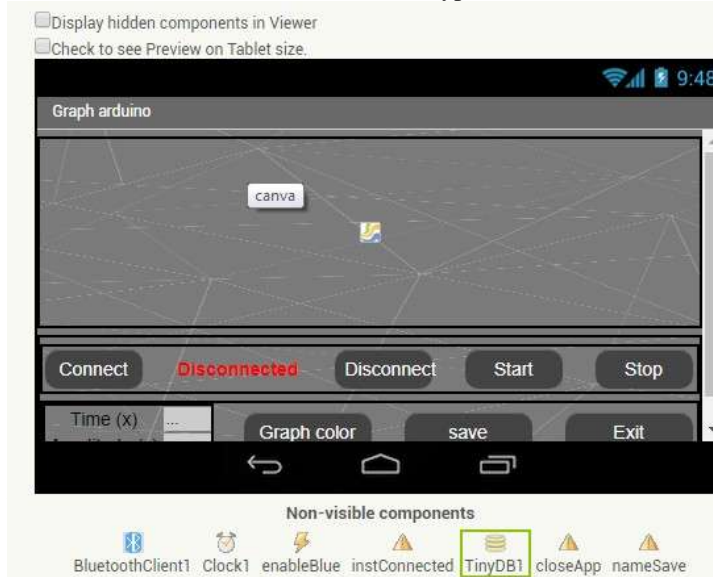 Display hidden components in Viewer
Check to see Preview on Tablet size.
9:48
Graph arduino
canva
Connect Disconnected Disconnect Start Stop
Time (x) ...
Graph color save Exit
Non-visible components
BluetoothClient1 Clock1 enableBlue instConnected TinyDB1 closeApp nameSave